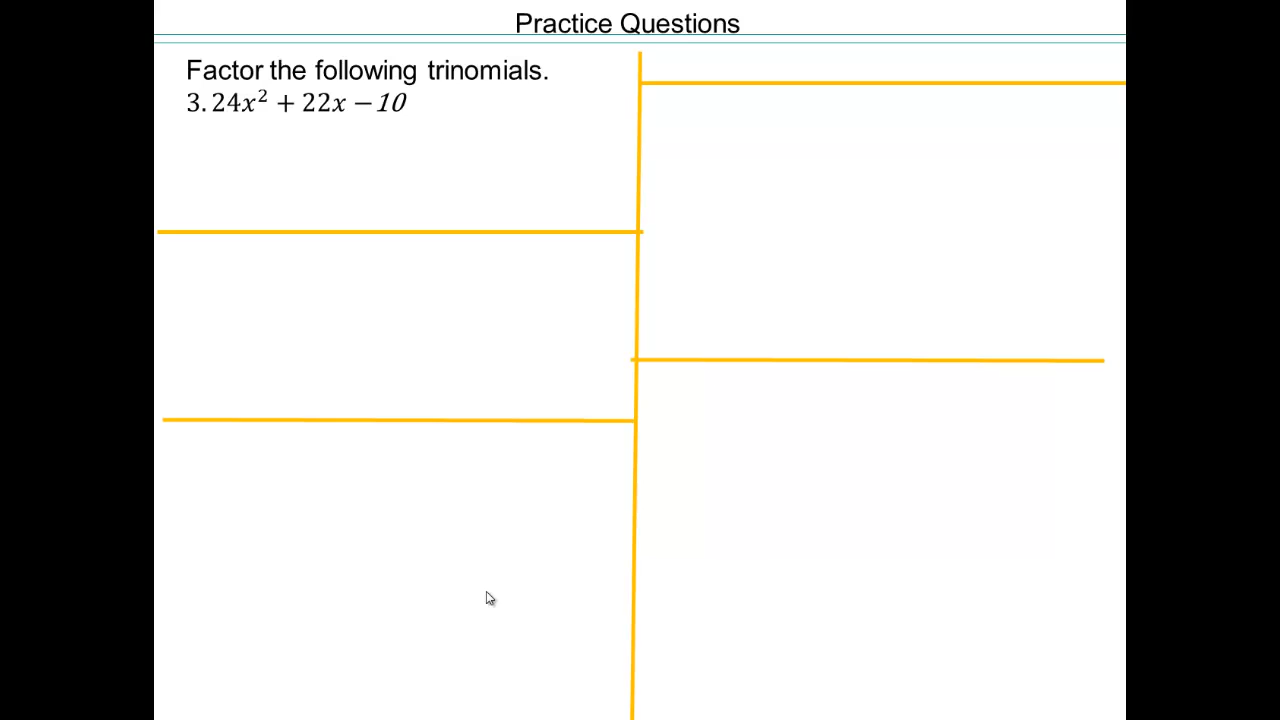 Practice Questions
Factor the following trinomials.
3. 24x² + 22x − 10